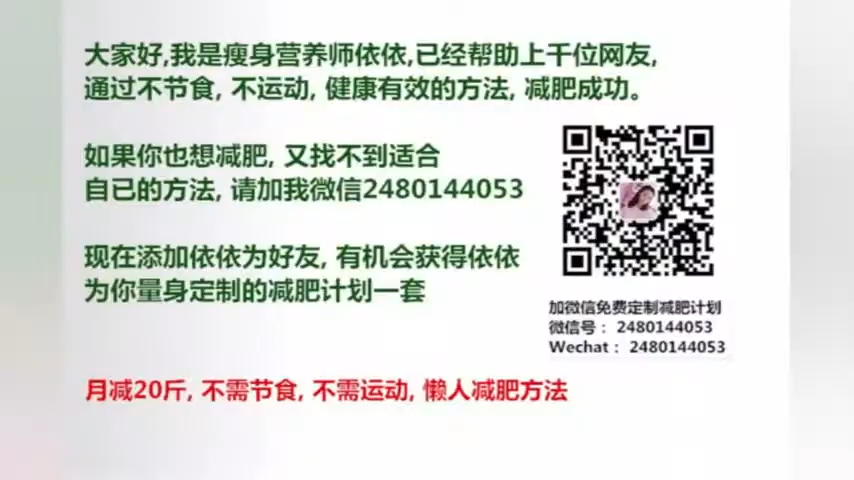 大家好,我是瘦身营养师依依,已经帮助上千位网友,
通过不节食, 不运动, 健康有效的方法, 减肥成功。
如果你也想减肥, 又找不到适合
自已的方法, 请加我微信2480144053
现在添加依依为好友, 有机会获得依依
为你量身定制的减肥计划一套
加微信免费定制减肥计划
微信号： 2480144053
Wechat： 2480144053
月减20斤, 不需节食, 不需运动, 懒人减肥方法